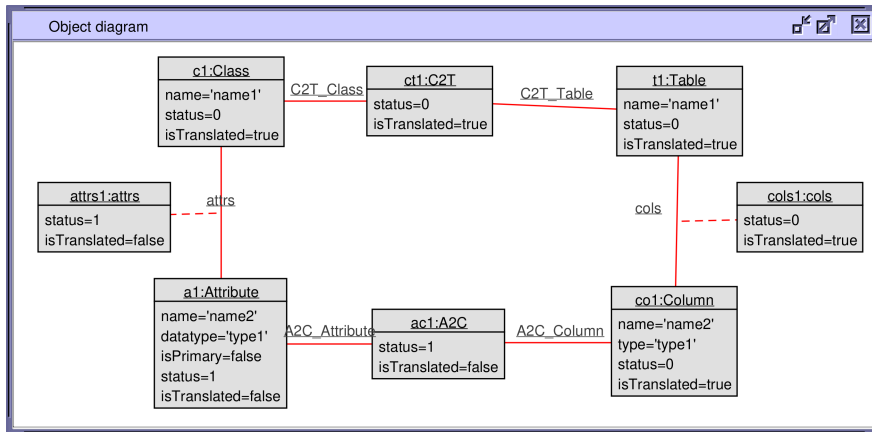 Object diagram
c1:Class
name='name1'
status=0
isTranslated=true
C2T_Class
ct1:C2T
status=0
isTranslated=true
C2T_Table
t1:Table
name='name1'
status=0
isTranslated=true
attrs1:attrs
status=1
isTranslated=false
attrs
cols
cols1:cols
status=0
isTranslated=true
a1:Attribute
name='name2'
datatype='type1'
isPrimary=false
status=1
isTranslated=false
A2C_Attribute
ac1:A2C
status=1
isTranslated=false
A2C_Column
co1:Column
name='name2'
type='type1'
status=0
isTranslated=true